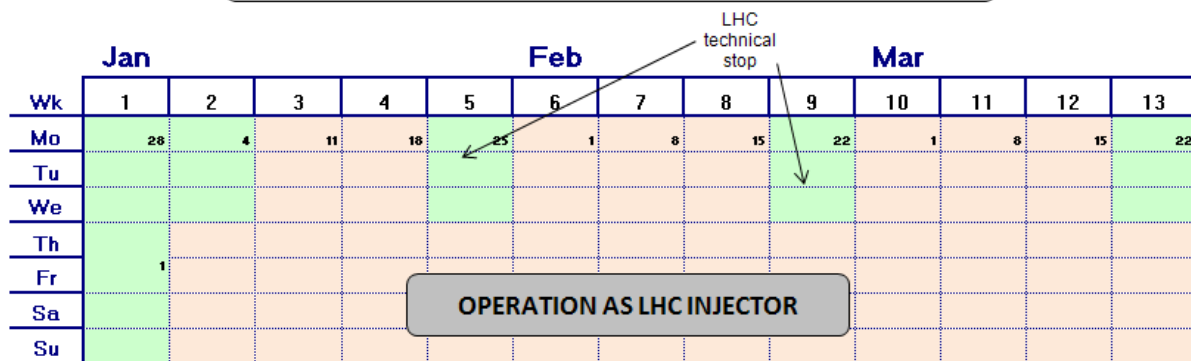 LHC
technical
stop
Jan Feb Mar
Wk 1 2 3 4 5 6 7 8 9 10 11 12 13
Mo 28 4 11 18 25 1 8 15 22 1 8 15 22
Tu
We
Th
Fr 1
Sa
Su
OPERATION AS LHC INJECTOR